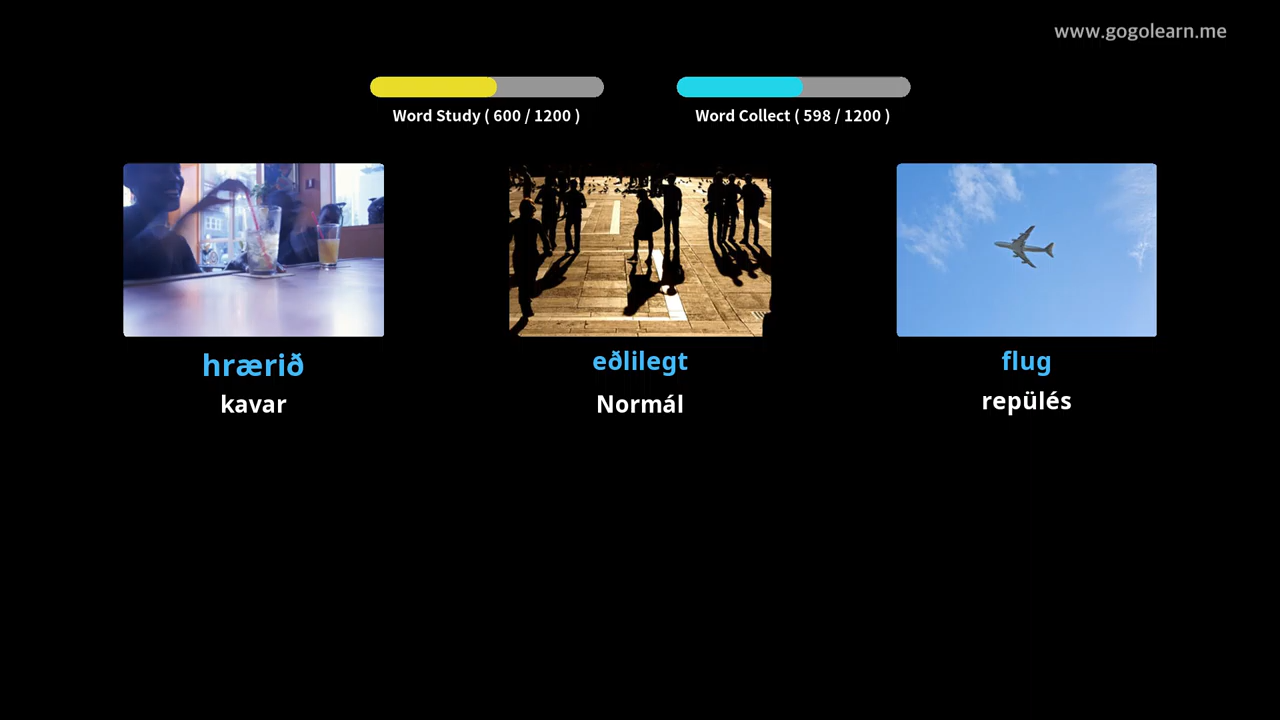 www.gogolearn.me
Word Study ( 600 / 1200 )
Word Collect ( 598 / 1200 )
hrærið
kavar
eðlilegt
Normál
flug
repülés